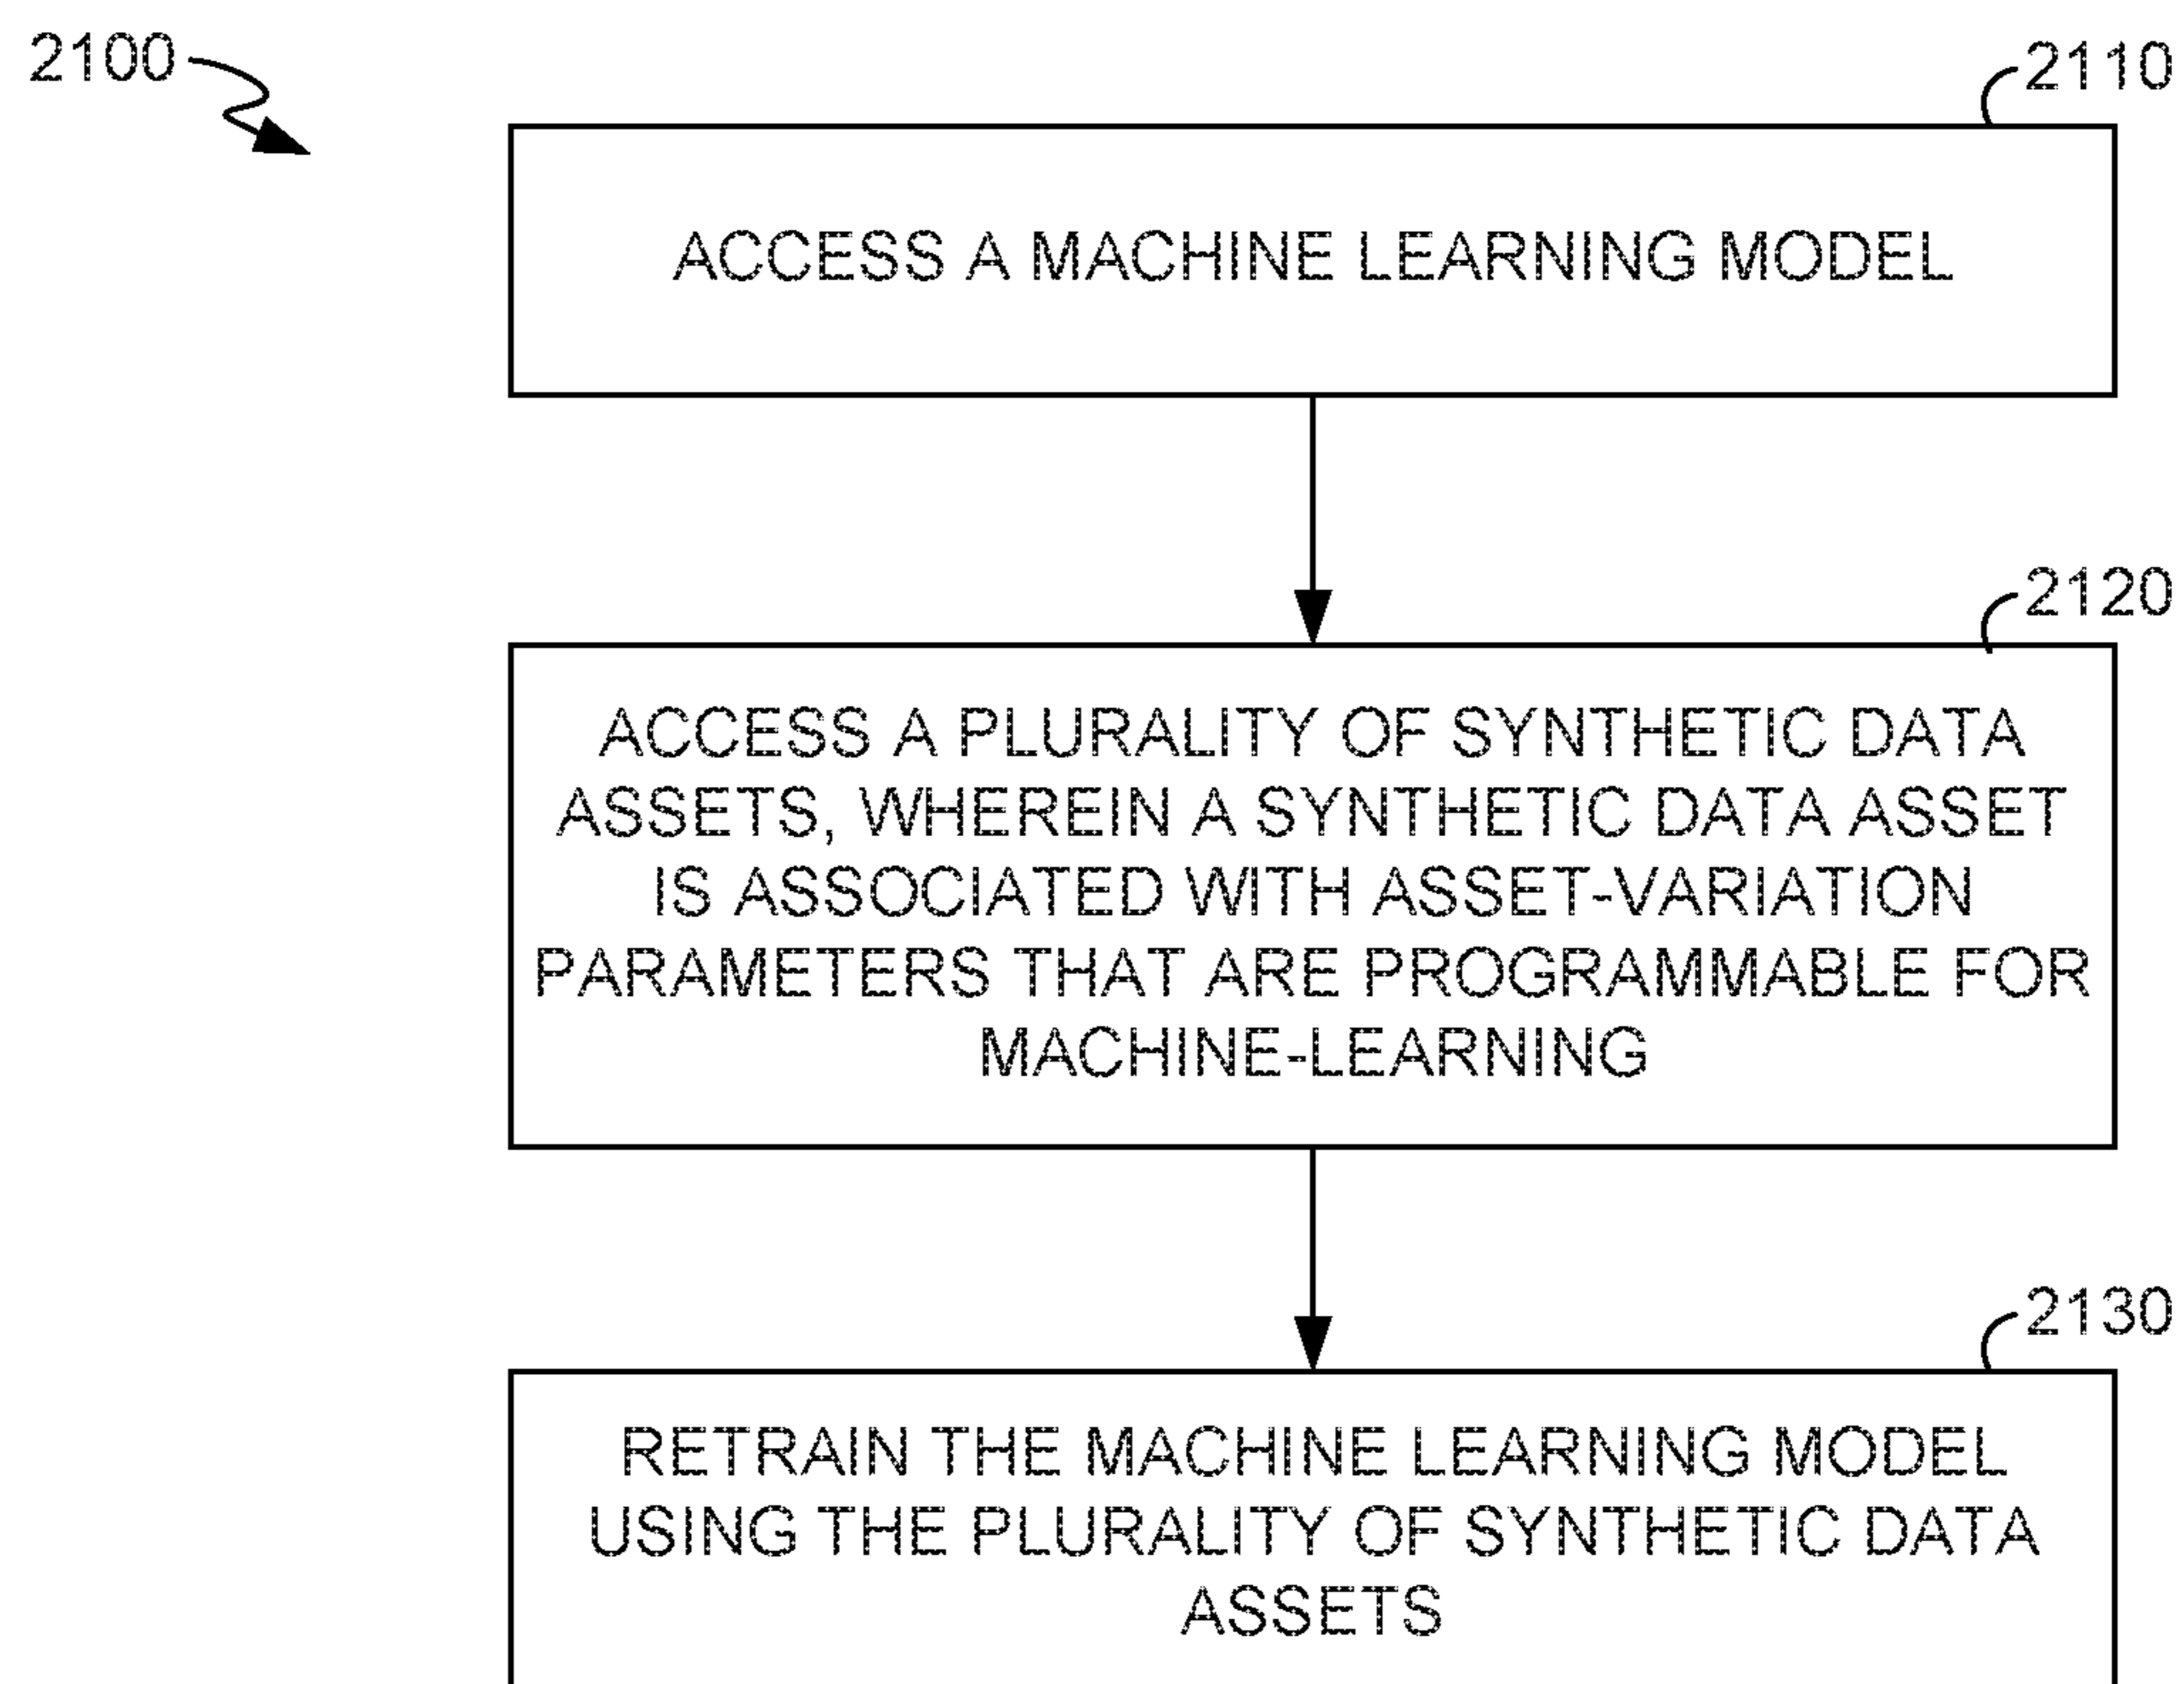 2100
2110
ACCESS A MACHINE LEARNING MODEL
2120
ACCESS A PLURALITY OF SYNTHETIC DATA
ASSETS, WHEREIN A SYNTHETIC DATA ASSET
IS ASSOCIATED WITH ASSET-VARIATION
PARAMETERS THAT ARE PROGRAMMABLE FOR
MACHINE-LEARNING
2130
RETRAIN THE MACHINE LEARNING MODEL
USING THE PLURALITY OF SYNTHETIC DATA
ASSETS